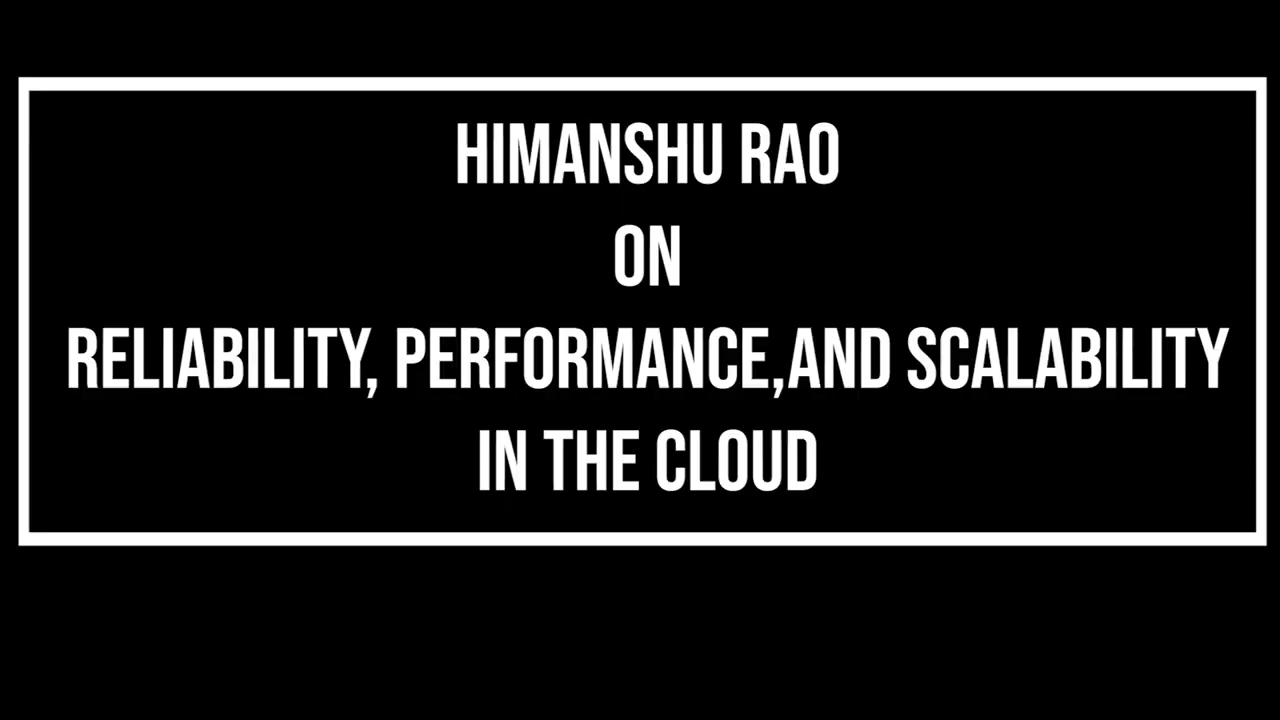 HIMANSHU RAO
ON
RELIABILITY, PERFORMANCE,AND SCALABILITY
IN THE CLOUD